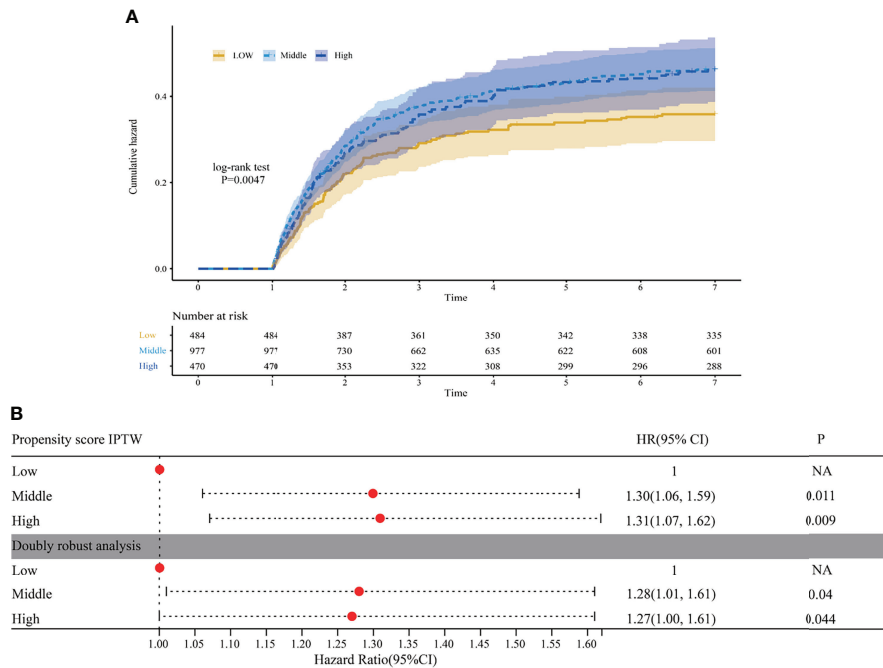 A
LOW Middle High
0.4
0.2
0.0
Cumulative hazard
log-rank test
P=0.0047
0 1 2 3 4 5 6 7
Time
Number at risk
Low 484 484 387 361 350 342 338 335
Middle 977 977 730 662 635 622 608 601
High 470 470 353 322 308 299 296 288
0 1 2 3 4 5 6 7
Time
B
Propensity score IPTW HR(95% CI) P
Low 1 NA
Middle 1.30(1.06, 1.59) 0.011
High 1.31(1.07, 1.62) 0.009
Doubly robust analysis
Low 1 NA
Middle 1.28(1.01, 1.61) 0.04
High 1.27(1.00, 1.61) 0.044
1.00 1.05 1.10 1.15 1.20 1.25 1.30 1.35 1.40 1.45 1.50 1.55 1.60
Hazard Ratio(95%CI)